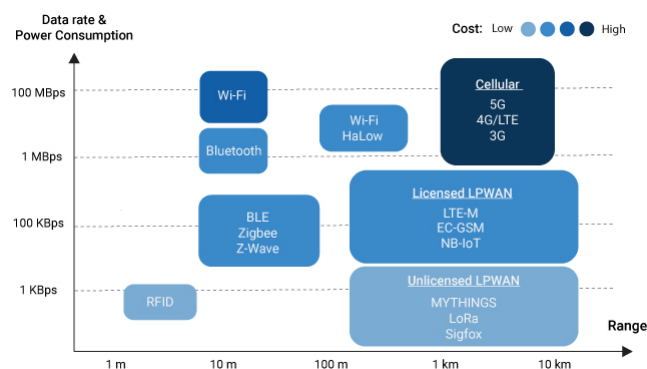 Data rate &
Power Consumption
Cost: Low High
100 MBps
1 MBps
100 KBps
1 KBps
Wi-Fi
Bluetooth
Wi-Fi
HaLow
Cellular
5G
4G/LTE
3G
BLE
Zigbee
Z-Wave
Licensed LPWAN
LTE-M
EC-GSM
NB-IoT
RFID
Unlicensed LPWAN
MYTHINGS
LoRa
Sigfox
Range
1 m 10 m 100 m 1 km 10 km